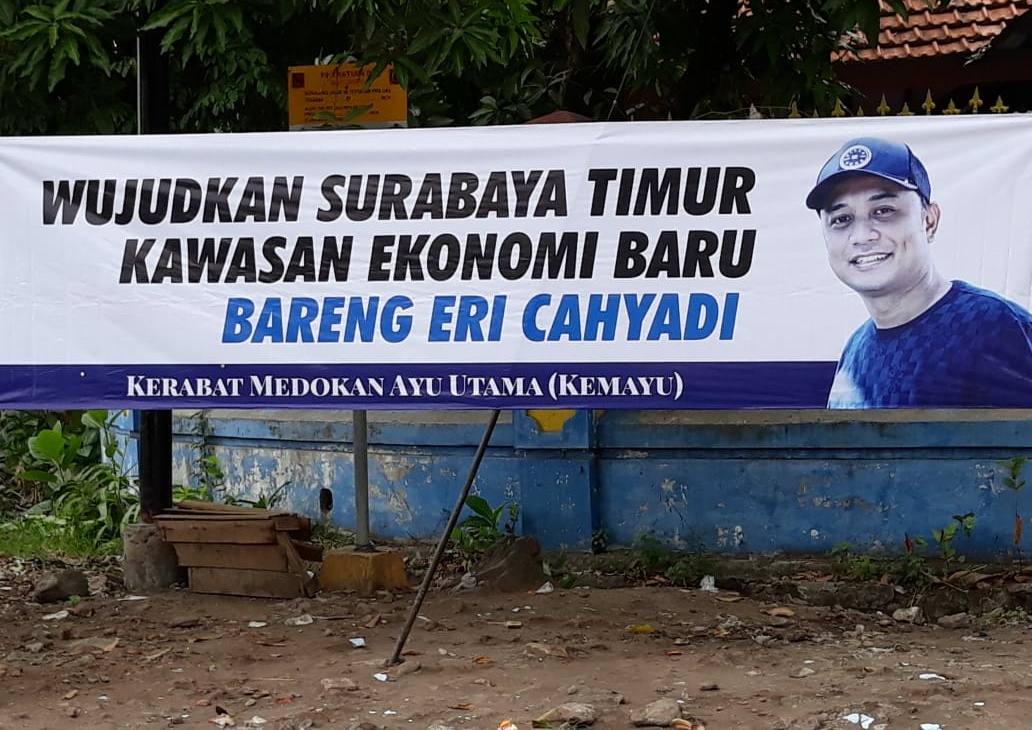 WUJUDKAN SURABAYA TIMUR
KAWASAN EKONOMI BARU
BARENG ERI CAHYADI
KERABAT MEDOKAN AYU UTAMA (KEMAYU)